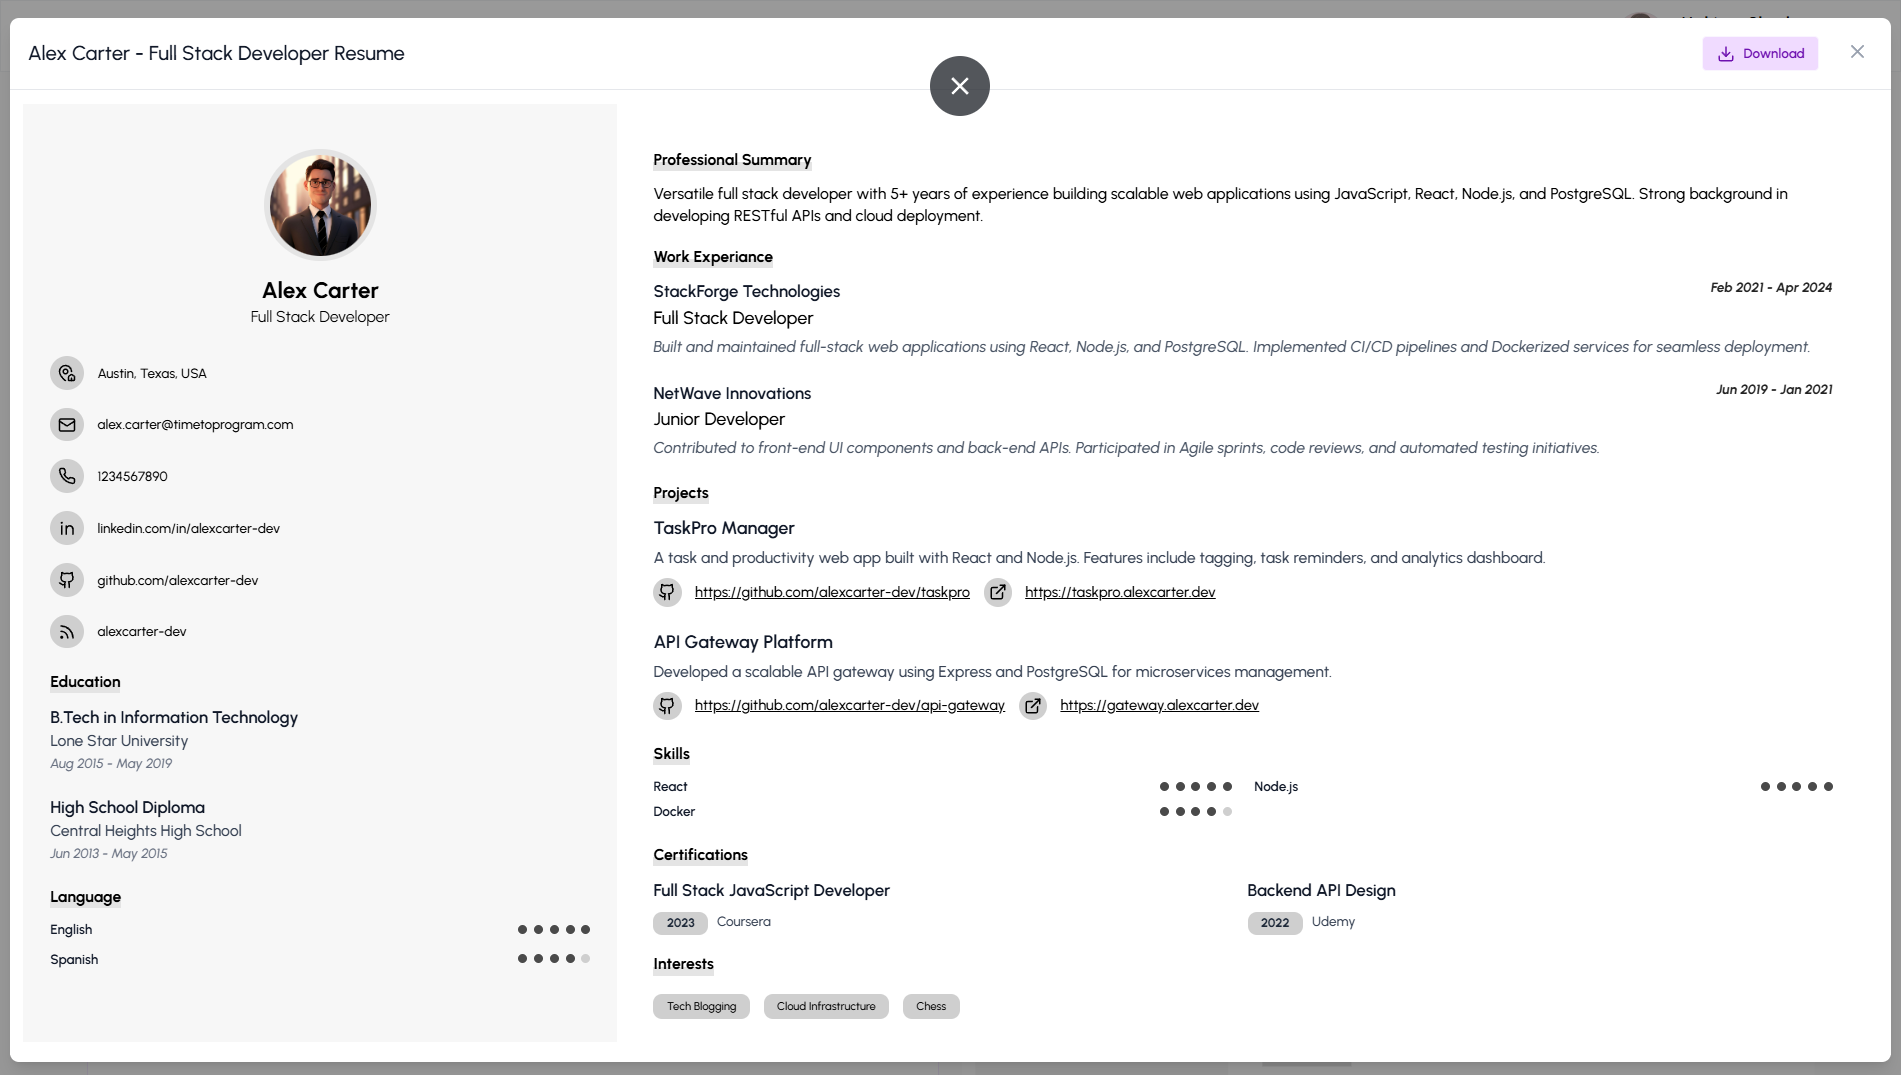 Alex Carter - Full Stack Developer Resume
Download
Alex Carter
Full Stack Developer
Austin, Texas, USA
alex.carter@timetoprogram.com
1234567890
linkedin.com/in/alexcarter-dev
github.com/alexcarter-dev
alexcarter-dev
Education
B.Tech in Information Technology
Lone Star University
Aug 2015 - May 2019
High School Diploma
Central Heights High School
Jun 2013 - May 2015
Language
English
Spanish
Professional Summary
Versatile full stack developer with 5+ years of experience building scalable web applications using JavaScript, React, Node.js, and PostgreSQL. Strong background in
developing RESTful APIs and cloud deployment.
Work Experiance
StackForge Technologies
Feb 2021 - Apr 2024
Full Stack Developer
Built and maintained full-stack web applications using React, Node.js, and PostgreSQL. Implemented CI/CD pipelines and Dockerized services for seamless deployment.
NetWave Innovations
Jun 2019 - Jan 2021
Junior Developer
Contributed to front-end UI components and back-end APIs. Participated in Agile sprints, code reviews, and automated testing initiatives.
Projects
TaskPro Manager
A task and productivity web app built with React and Node.js. Features include tagging, task reminders, and analytics dashboard.
https://github.com/alexcarter-dev/taskpro https://taskpro.alexcarter.dev
API Gateway Platform
Developed a scalable API gateway using Express and PostgreSQL for microservices management.
https://github.com/alexcarter-dev/api-gateway https://gateway.alexcarter.dev
Skills
React Node.js
Docker
Certifications
Full Stack JavaScript Developer Backend API Design
2023 Coursera 2022 Udemy
Interests
Tech Blogging Cloud Infrastructure Chess